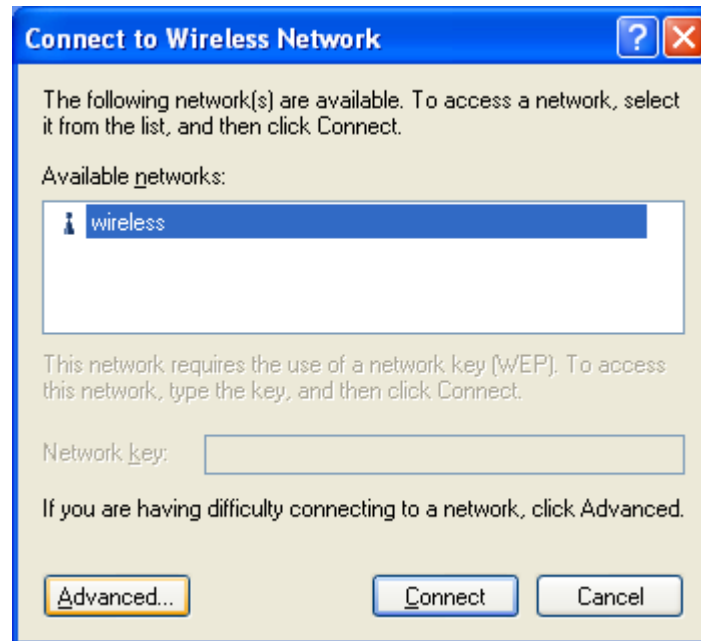 Connect to Wireless Network
?
The following network(s) are available. To access a network, select
it from the list, and then click Connect.
Available networks:
wireless
This network requires the use of a network key (WEP). To access
this network, type the key, and then click Connect.
Network key:
If you are having difficulty connecting to a network, click Advanced.
Advanced... Connect Cancel